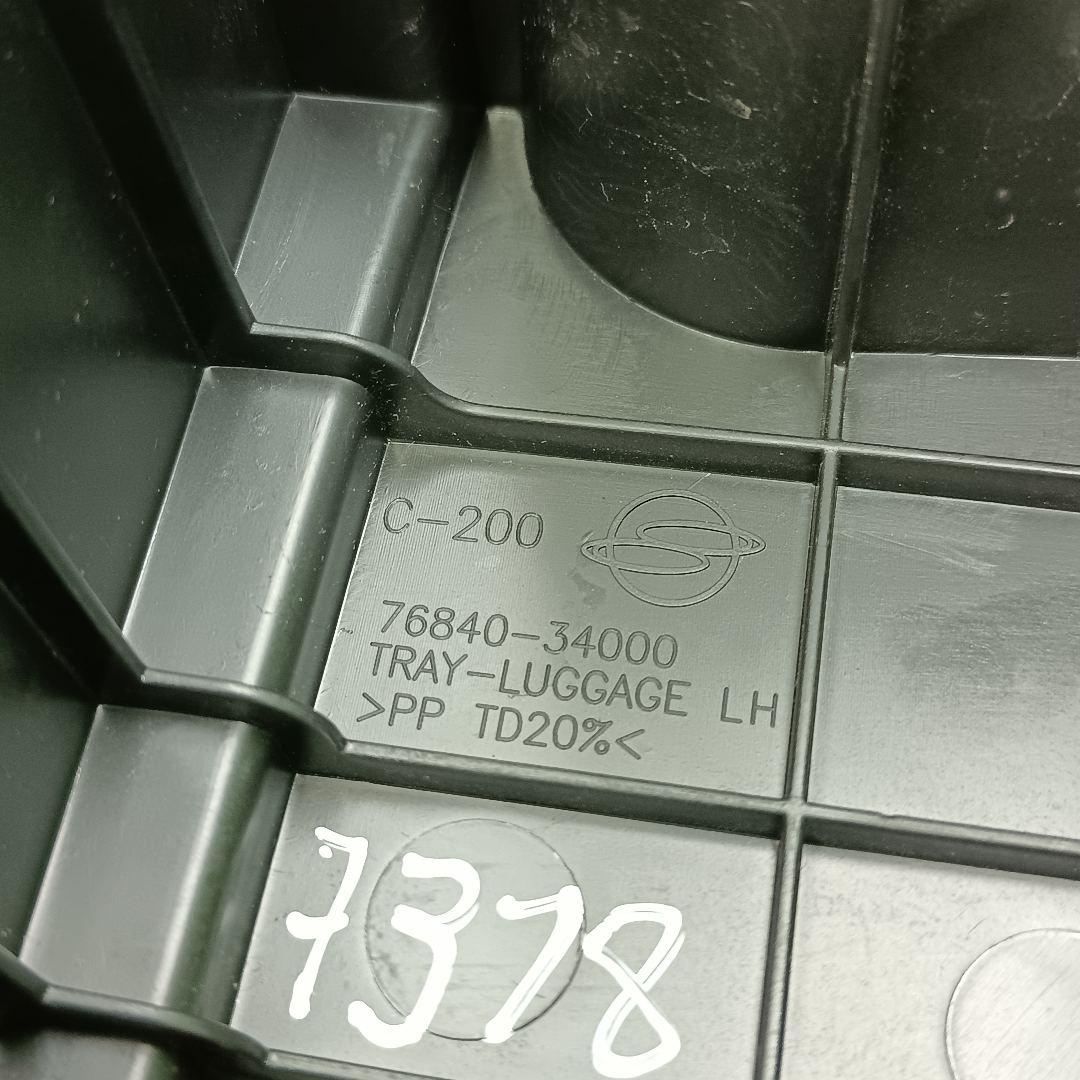 C-200
76840-34000
TRAY-LUGGAGE LH
>PP TD20%<
7378